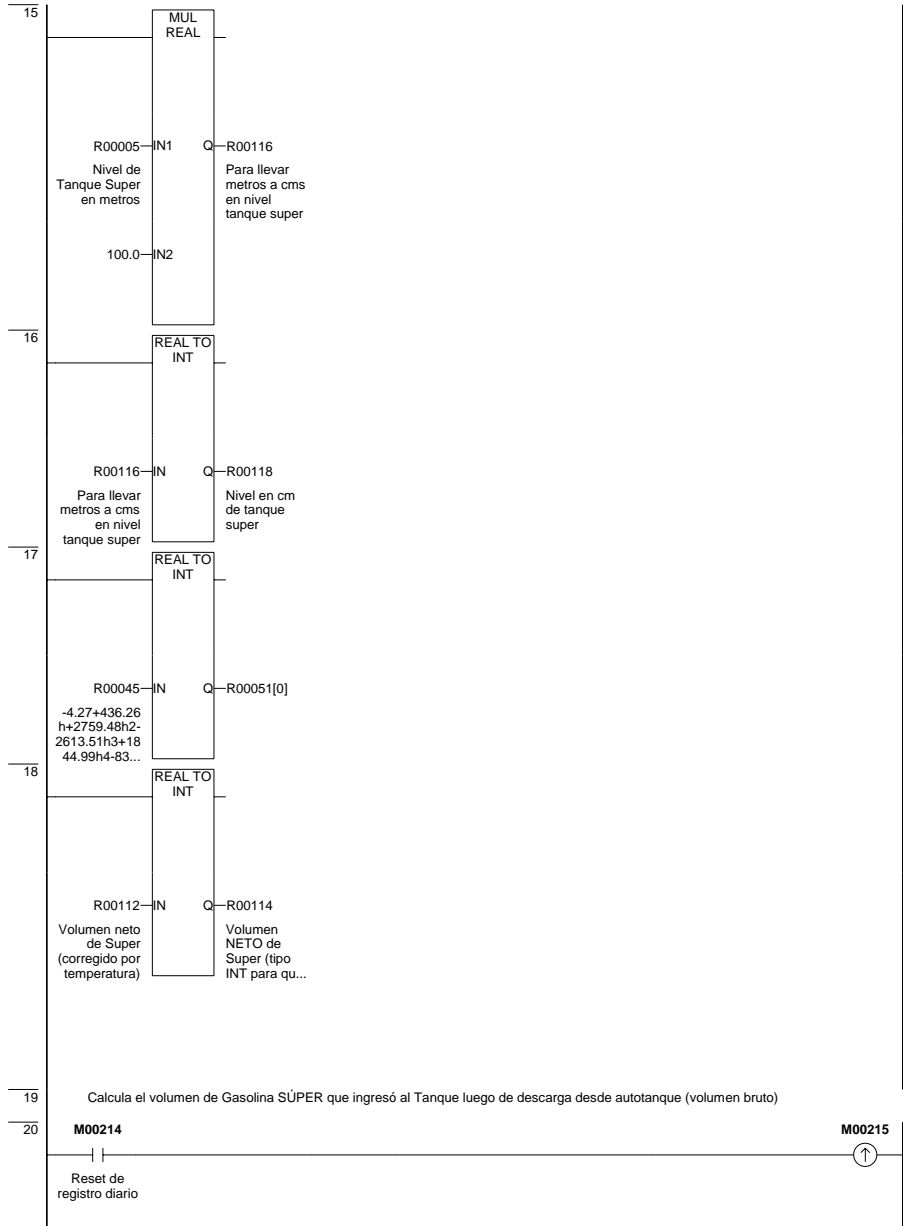 15
MUL
REAL
R00005
IN1
Q
R00116
Nivel de
Tanque Super
en metros
Para llevar
metros a cms
en nivel
tanque super
100.0
IN2
16
REAL TO
INT
R00116
IN
Q
R00118
Para llevar
metros a cms
en nivel
tanque super
Nivel en cm
de tanque
super
17
REAL TO
INT
R00045
IN
Q
R00051[0]
-4.27+436.26
h+2759.48h2-
2613.51h3+18
44.99h4-83...
18
REAL TO
INT
R00112
IN
Q
R00114
Volumen neto
de Super
(corregido por
temperatura)
Volumen
NETO de
Super (tipo
INT para qu...
19
Calcula el volumen de Gasolina SÚPER que ingresó al Tanque luego de descarga desde autotanque (volumen bruto)
20
M00214
M00215
Reset de
registro diario